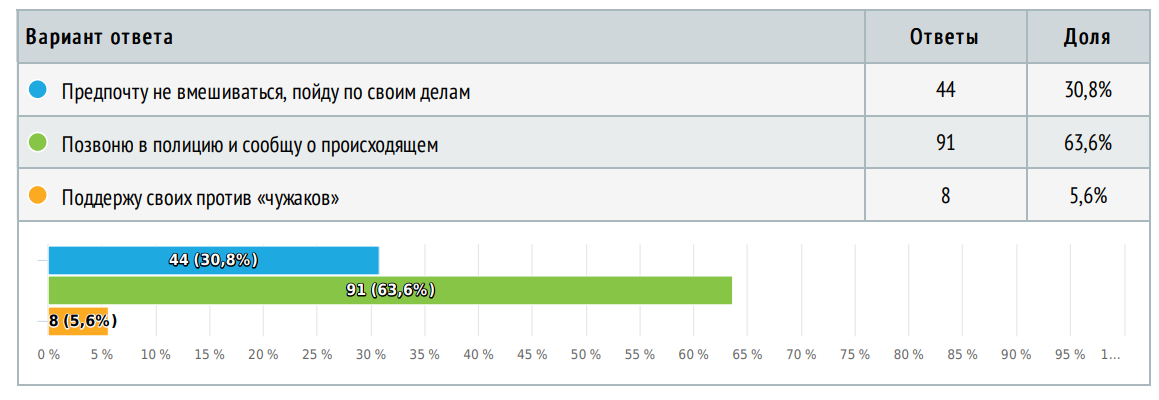 Вариант ответа Ответы Доля
Предпочту не вмешиваться, пойду по своим делам 44 30,8%
Позвоню в полицию и сообщу о происходящем 91 63,6%
Поддержу своих против «чужаков» 8 5,6%
44 (30,8%)
91 (63,6%)
8 (5,6%)
0 % 5 % 10 % 15 % 20 % 25 % 30 % 35 % 40 % 45 % 50 % 55 % 60 % 65 % 70 % 75 % 80 % 85 % 90 % 95 % 1...